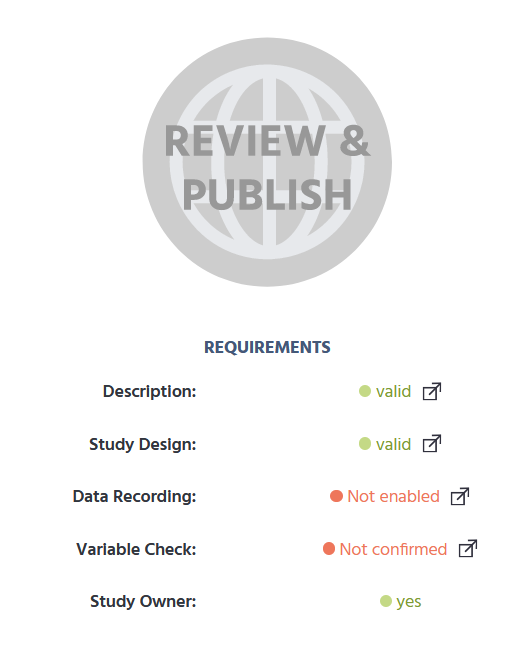 REVIEW &
PUBLISH
REQUIREMENTS
Description: valid
Study Design: valid
Data Recording: Not enabled
Variable Check: Not confirmed
Study Owner: yes